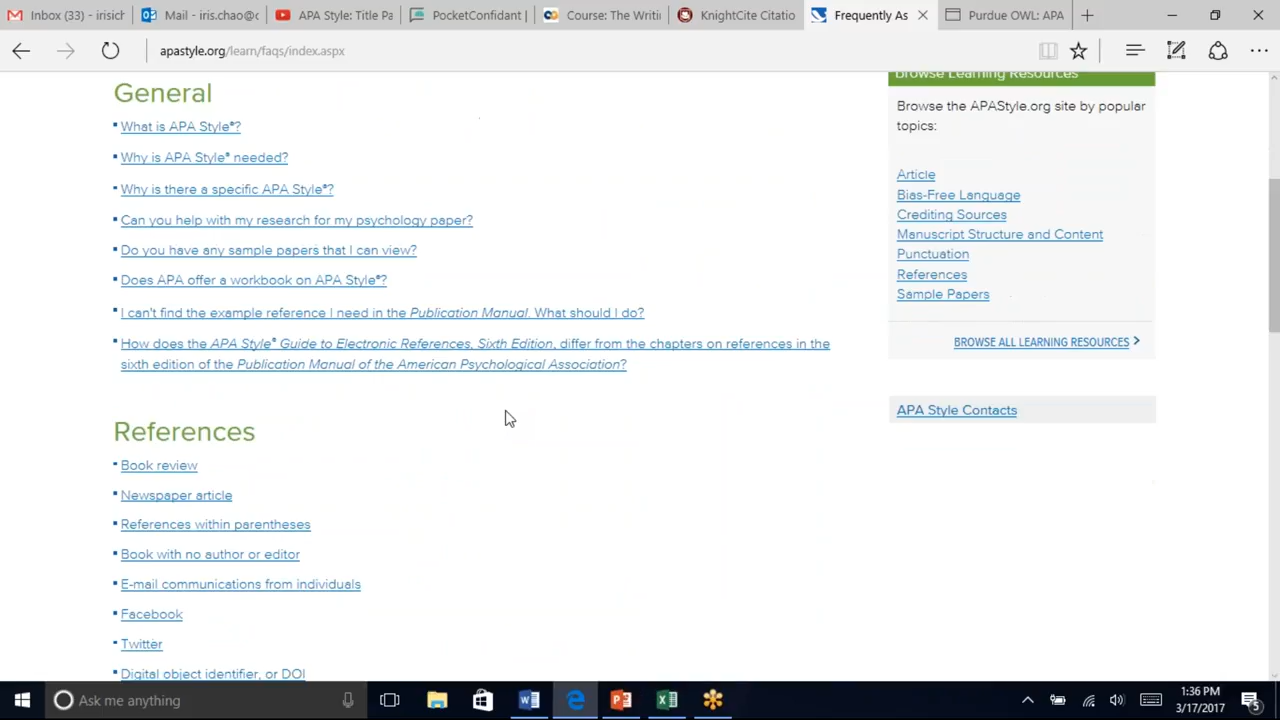 Inbox (33) - irisich
Mail - iris.chao@c
APA Style: Title Pa
PocketConfidant |
Course: The Writi
KnightCite Citatio
Frequently As
Purdue OWL: APA
apastyle.org/learn/faqs/index.aspx
General
What is APA Style®?
Why is APA Style® needed?
Why is there a specific APA Style®?
Can you help with my research for my psychology paper?
Do you have any sample papers that I can view?
Does APA offer a workbook on APA Style®?
I can't find the example reference I need in the Publication Manual. What should I do?
How does the APA Style® Guide to Electronic References, Sixth Edition, differ from the chapters on references in the
sixth edition of the Publication Manual of the American Psychological Association?
References
Book review
Newspaper article
References within parentheses
Book with no author or editor
E-mail communications from individuals
Facebook
Twitter
Digital object identifier, or DOI
Browse Learning Resources
Browse the APAStyle.org site by popular
topics:
Article
Bias-Free Language
Crediting Sources
Manuscript Structure and Content
Punctuation
References
Sample Papers
BROWSE ALL LEARNING RESOURCES
APA Style Contacts
Ask me anything
1:36 PM
3/17/2017
5